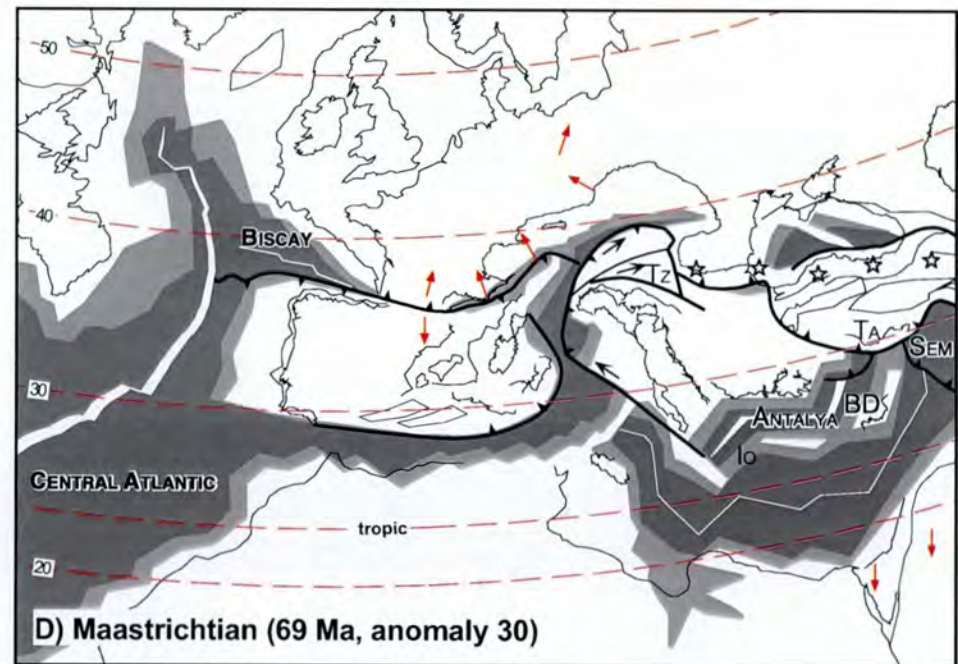 50
40
BISCAY
TZ
TA
SEM
30
ANTALYA
BD
Io
CENTRAL ATLANTIC
tropic
20
D) Maastrichtian (69 Ma, anomaly 30)